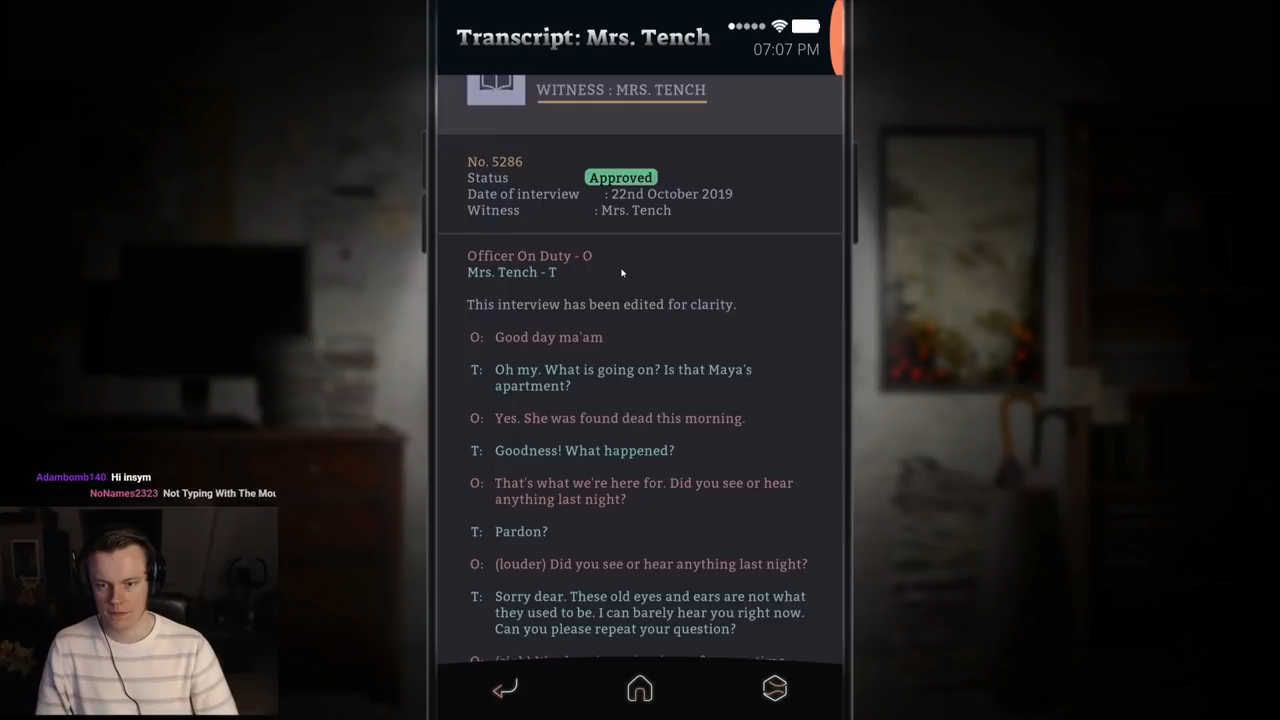 Transcript: Mrs. Tench
07:07 PM
WITNESS : MRS. TENCH
No. 5286
Status Approved
Date of interview : 22nd October 2019
Witness : Mrs. Tench
Officer On Duty - O
Mrs. Tench - T
This interview has been edited for clarity.
O: Good day ma'am
T: Oh my. What is going on? Is that Maya's
apartment?
O: Yes. She was found dead this morning.
T: Goodness! What happened?
O: That's what we're here for. Did you see or hear
anything last night?
T: Pardon?
O: (louder) Did you see or hear anything last night?
T: Sorry dear. These old eyes and ears are not what
they used to be. I can barely hear you right now.
Can you please repeat your question?
Adambomb140 Hi insym
NoNames2323 Not Typing With The